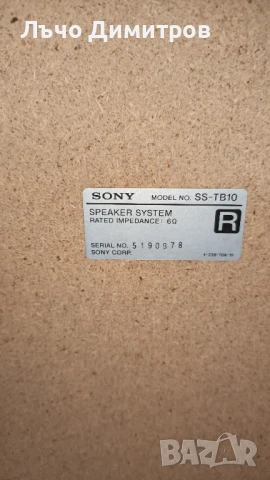 Лъчо Димитров
SONY MODEL NO. SS-TB10
SPEAKER SYSTEM
RATED IMPEDANCE: 6Ω
R
SERIAL NO. 5190978
SONY CORP.
bazar